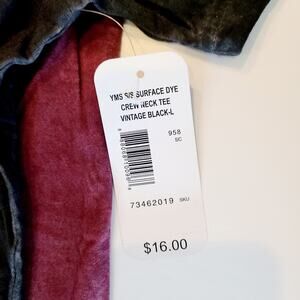 YMS S/S SURFACE DYE
CREW NECK TEE
VINTAGE BLACK-L
958
SC
73462019 SKU
$16.00